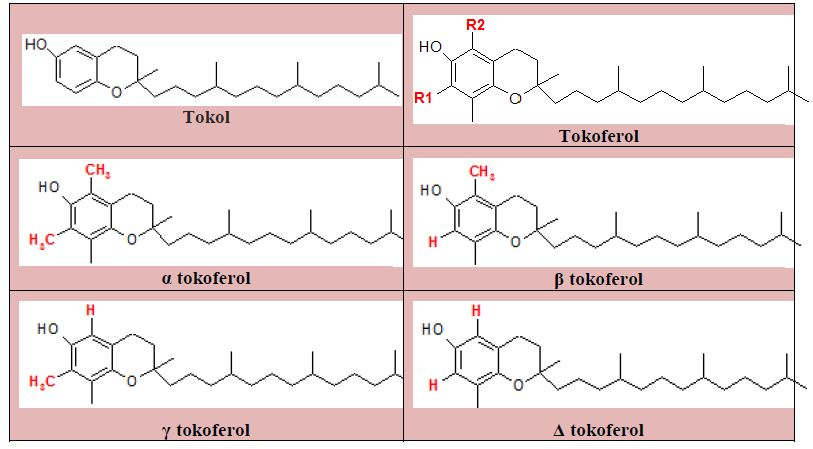 HO
O
Tokol
R2
HO
R1
O
Tokoferol
CH3
HO
H3C
O
α tokoferol
CH3
HO
H
O
β tokoferol
H
HO
H3C
O
γ tokoferol
H
HO
H
O
Δ tokoferol